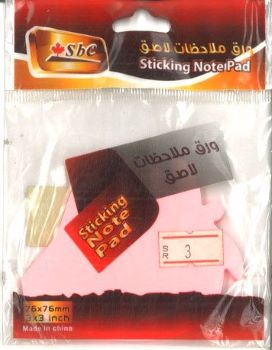 SbC
ورق ملاحظات لاصق
Sticking Note Pad
ورق ملاحظات
لاصق
Sticking
Note
Pad
S R 3
76x76mm
3x3 inch
Made in china